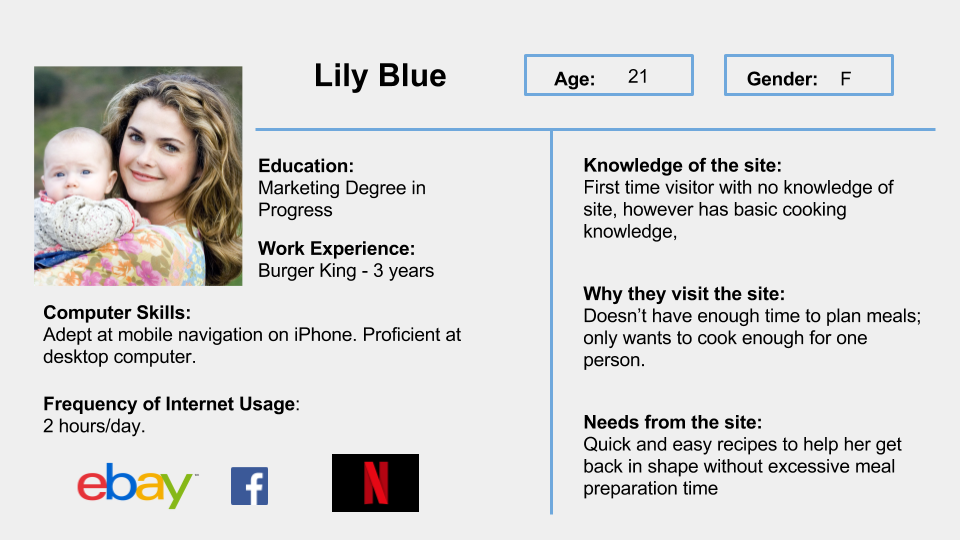 Lily Blue
Age: 21
Gender: F
Education:
Marketing Degree in
Progress
Work Experience:
Burger King - 3 years
Computer Skills:
Adept at mobile navigation on iPhone. Proficient at
desktop computer.
Frequency of Internet Usage:
2 hours/day.
ebay™
f
N
Knowledge of the site:
First time visitor with no knowledge of
site, however has basic cooking
knowledge,
Why they visit the site:
Doesn’t have enough time to plan meals;
only wants to cook enough for one
person.
Needs from the site:
Quick and easy recipes to help her get
back in shape without excessive meal
preparation time